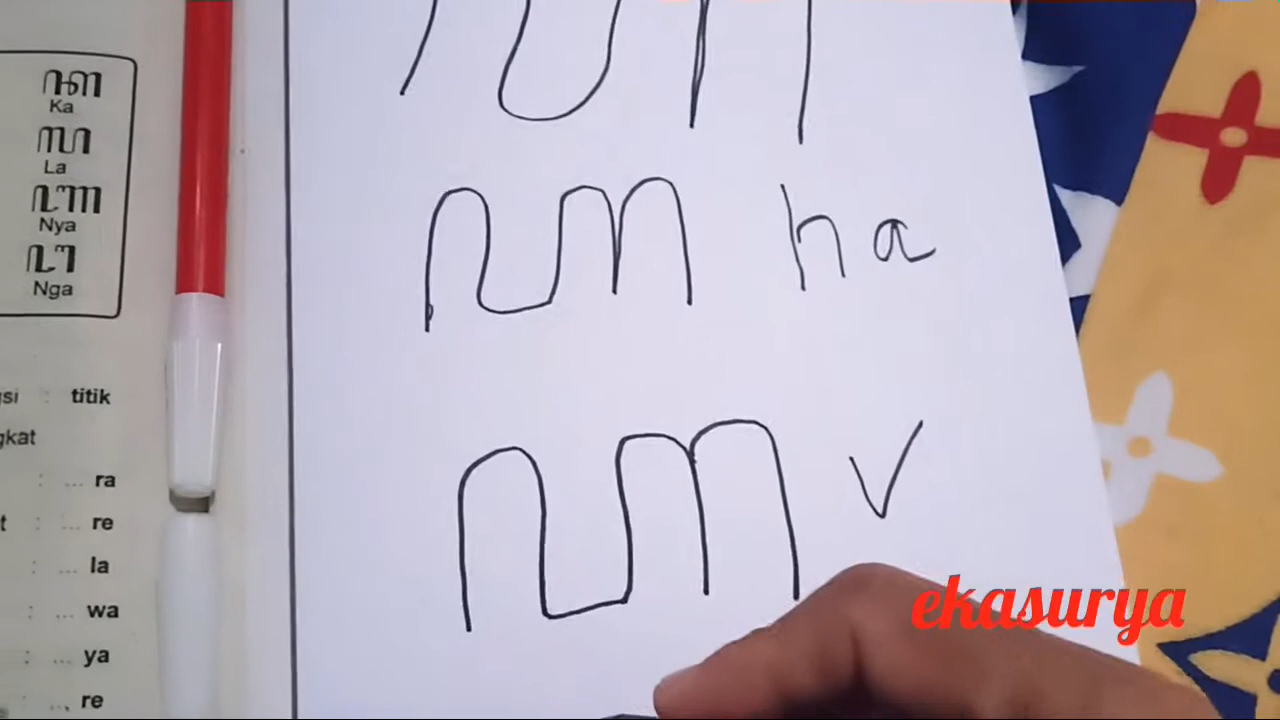 ꦏ
Ka
ꦭ
La
ꦚ
Nya
ꦔ
Nga
titik
: ... ra
: ... re
: ... la
: ... wa
: ... ya
: ... re
ꦲ ha
ꦲ
ekasurya